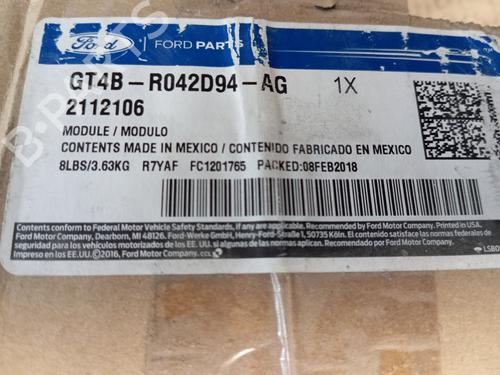 Ford
FORD PARTS
GT4B-R042D94-AG 1X
2112106
MODULE / MODULO
CONTENTS MADE IN MEXICO / CONTENIDO FABRICADO EN MEXICO
8LBS/3.63KG R7YAF FC1201765 PACKED:08FEB2018
Contents conform to Federal Motor Vehicle Safety Standards, if any are applicable. Recommended by Ford Motor Company. Printed in USA.
Ford Motor Company, Dearborn, MI 48126. Ford-Werke GmbH, Henry-Ford-Straße1, 50735 Köln. El contenido satisface las normas federales de
seguridad para los vehículos de motor de EE.UU. si algunas de las normas aplican. Recomendado por Ford Motor Company.
Impreso en los EE.UU. ©2016, Ford Motor Company.
B-PARTS